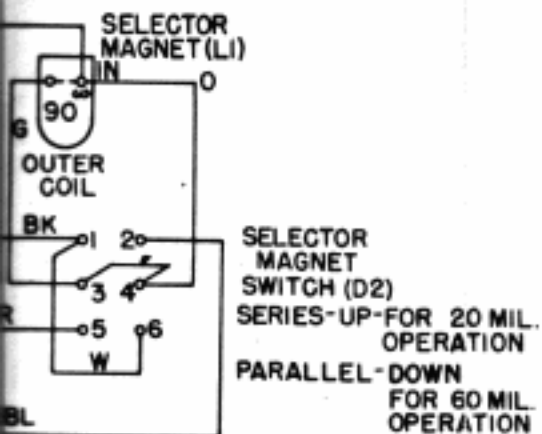 SELECTOR
MAGNET (L1)
IN
O
90
G
OUTER
COIL
BK
1 2
3 4
R
5 6
W
BL
SELECTOR
MAGNET
SWITCH (D2)
SERIES-UP-FOR 20 MIL.
OPERATION
PARALLEL-DOWN
FOR 60 MIL.
OPERATION